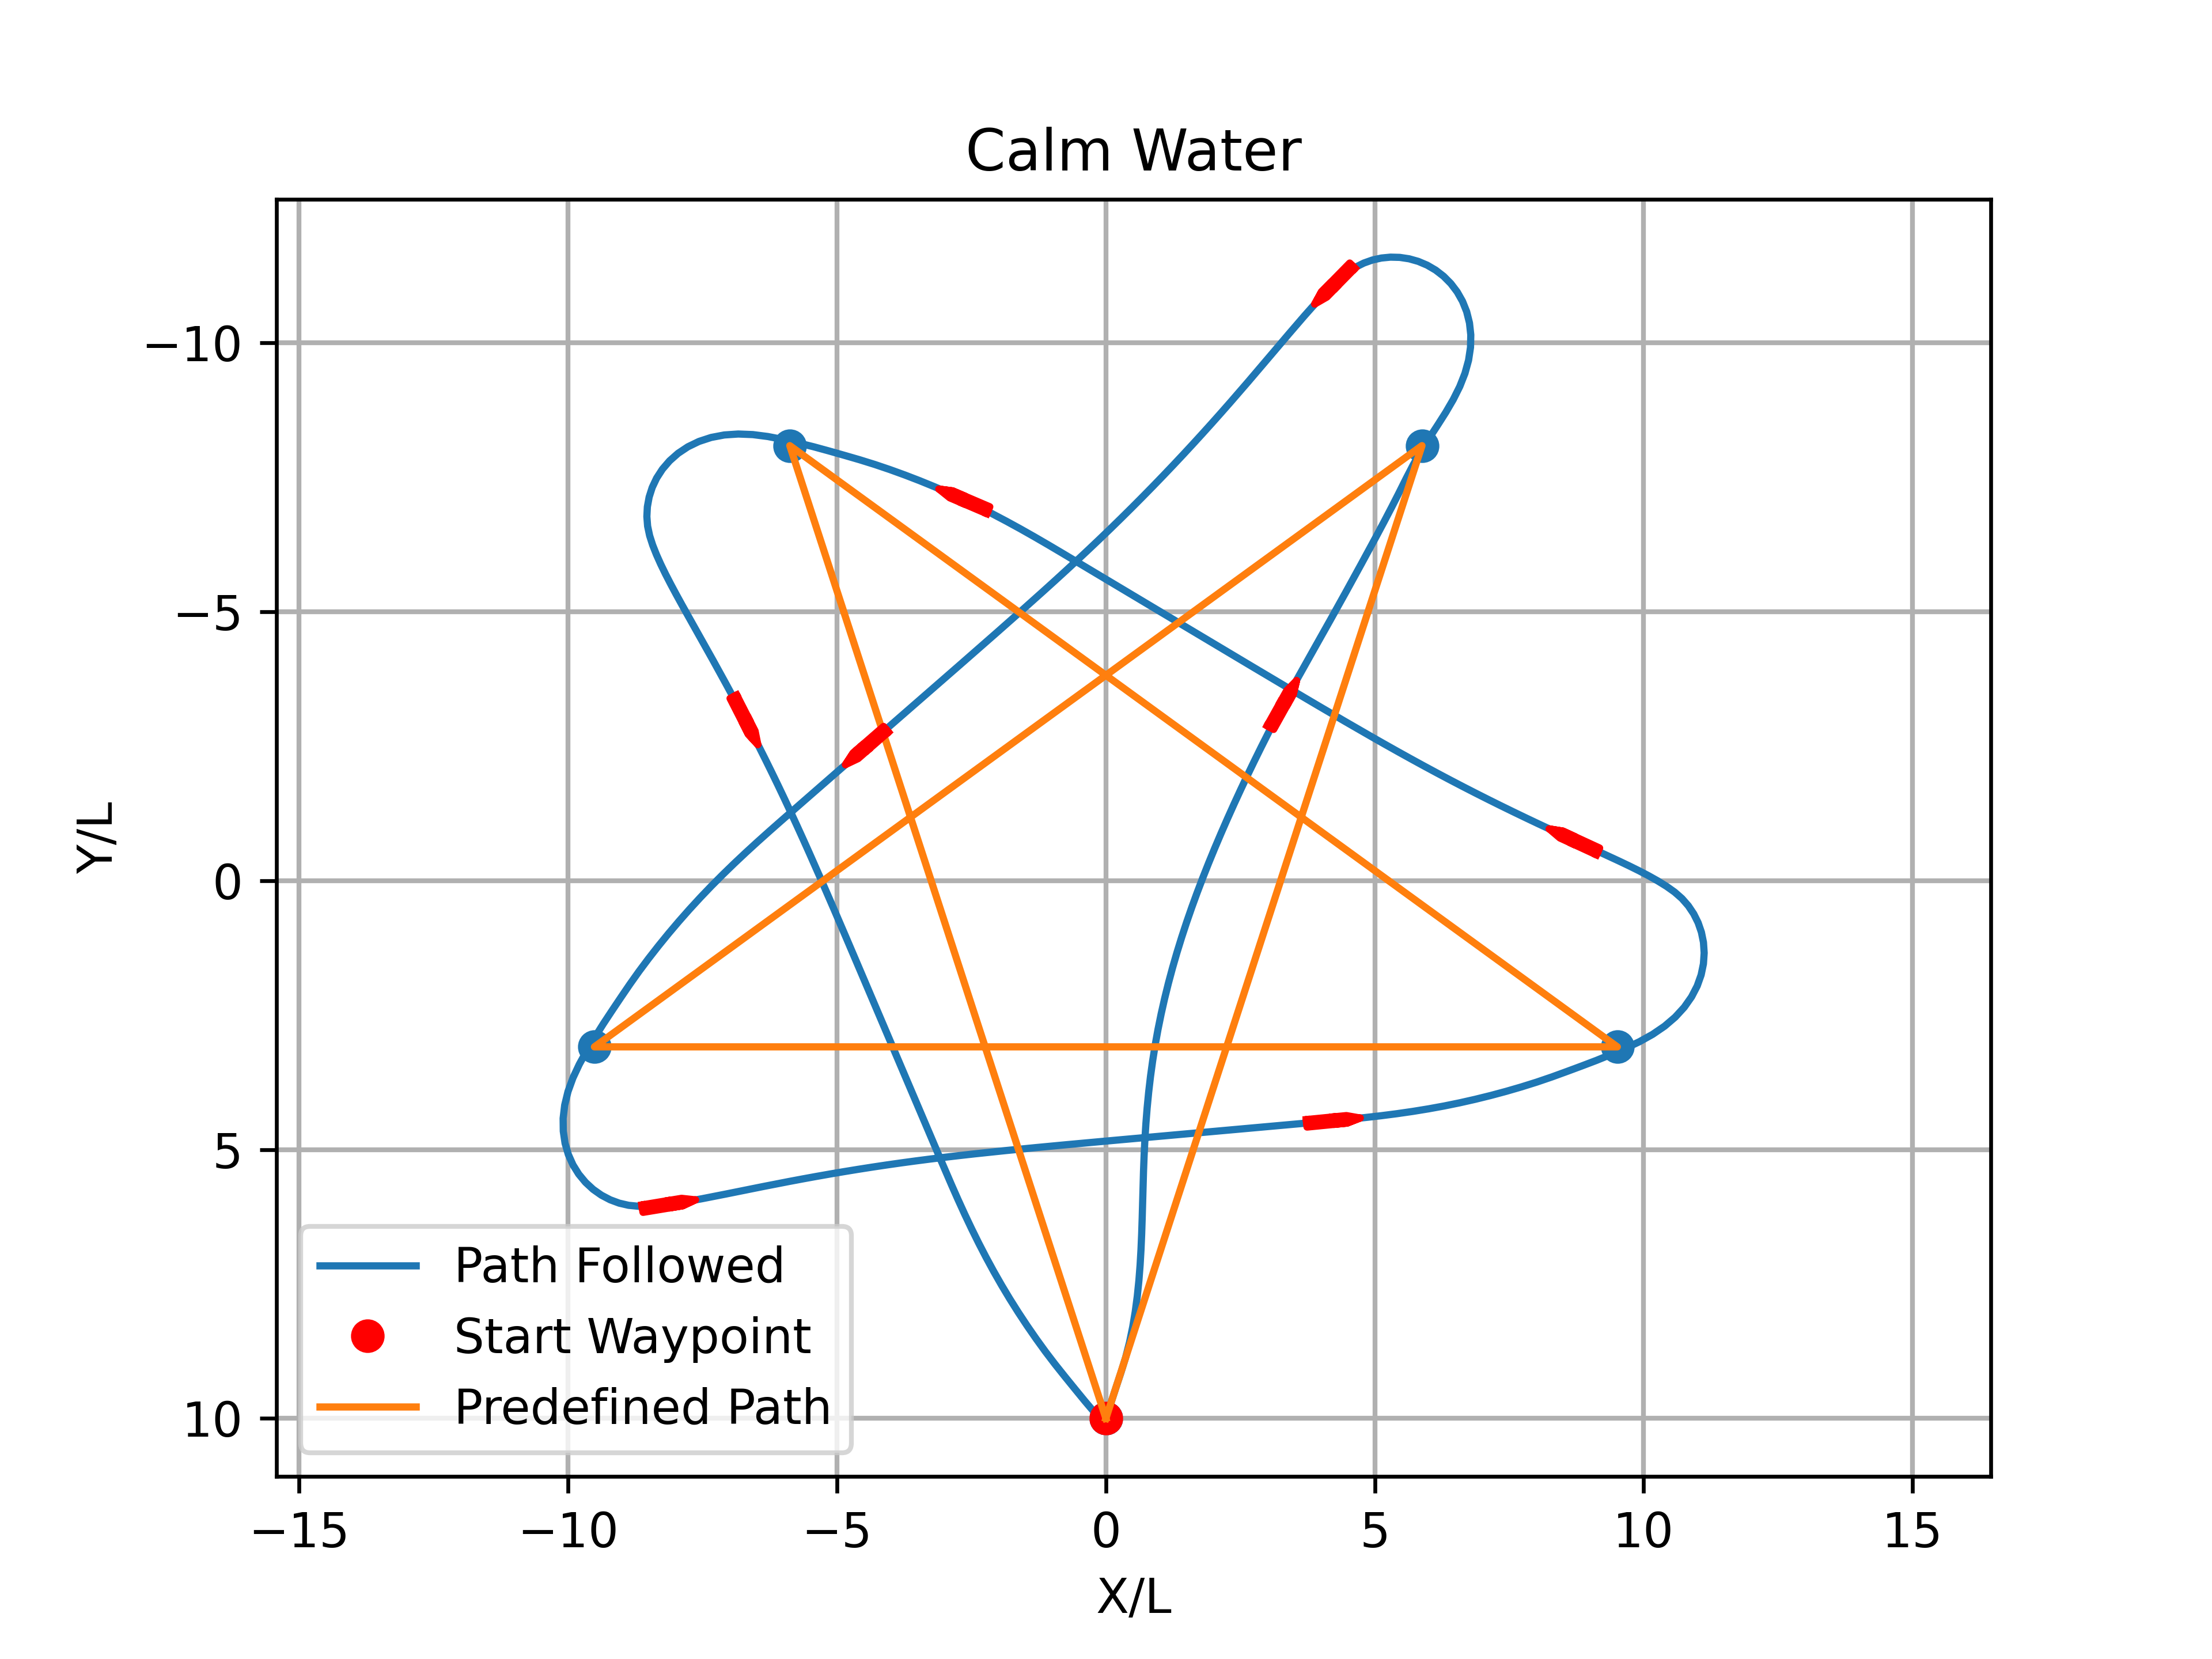 Calm Water
−10
−5
0
5
10
Y/L
Path Followed
Start Waypoint
Predefined Path
−15 −10 −5 0 5 10 15
X/L